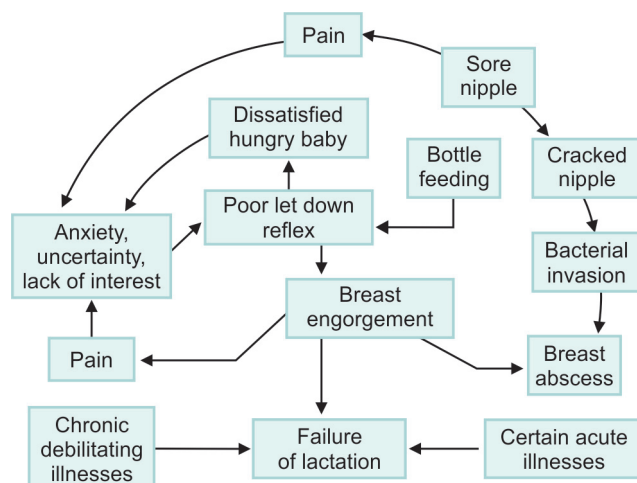 Pain
Sore
nipple
Dissatisfied
hungry baby
Bottle
feeding
Cracked
nipple
Poor let down
reflex
Anxiety,
uncertainty,
lack of interest
Bacterial
invasion
Breast
engorgement
Pain
Breast
abscess
Chronic
debilitating
illnesses
Failure
of lactation
Certain acute
illnesses